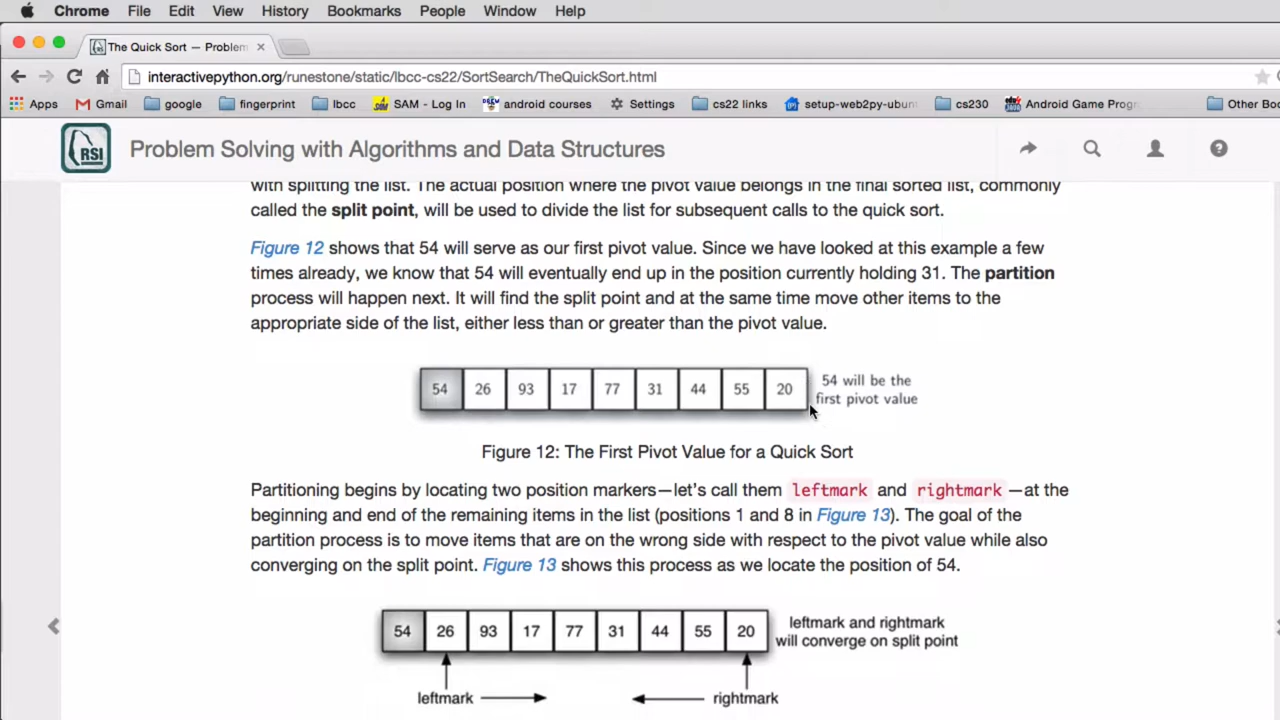 Chrome File Edit View History Bookmarks People Window Help
The Quick Sort — Problem
interactivepython.org/runestone/static/lbcc-cs22/SortSearch/TheQuickSort.html
Apps Gmail google fingerprint lbcc SAM - Log In android courses Settings cs22 links setup-web2py-ubun cs230 Android Game Progr Other Boo
RSI Problem Solving with Algorithms and Data Structures
with splitting the list. The actual position where the pivot value belongs in the final sorted list, commonly
called the split point, will be used to divide the list for subsequent calls to the quick sort.
Figure 12 shows that 54 will serve as our first pivot value. Since we have looked at this example a few
times already, we know that 54 will eventually end up in the position currently holding 31. The partition
process will happen next. It will find the split point and at the same time move other items to the
appropriate side of the list, either less than or greater than the pivot value.
54 26 93 17 77 31 44 55 20
54 will be the
first pivot value
Figure 12: The First Pivot Value for a Quick Sort
Partitioning begins by locating two position markers—let's call them leftmark and rightmark—at the
beginning and end of the remaining items in the list (positions 1 and 8 in Figure 13). The goal of the
partition process is to move items that are on the wrong side with respect to the pivot value while also
converging on the split point. Figure 13 shows this process as we locate the position of 54.
54 26 93 17 77 31 44 55 20
leftmark and rightmark
will converge on split point
leftmark rightmark